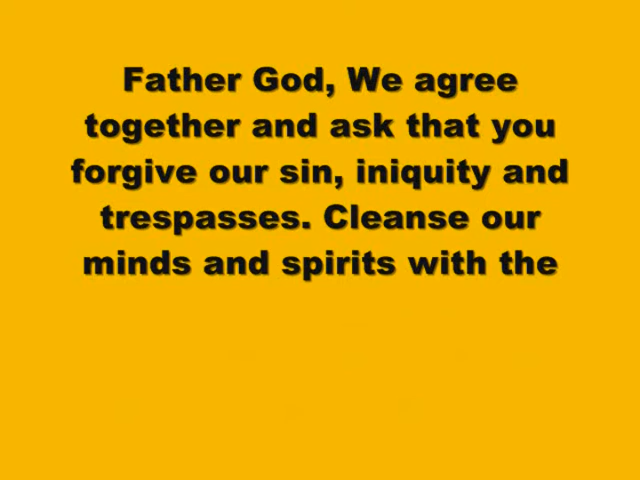 Father God, We agree
together and ask that you
forgive our sin, iniquity and
trespasses. Cleanse our
minds and spirits with the